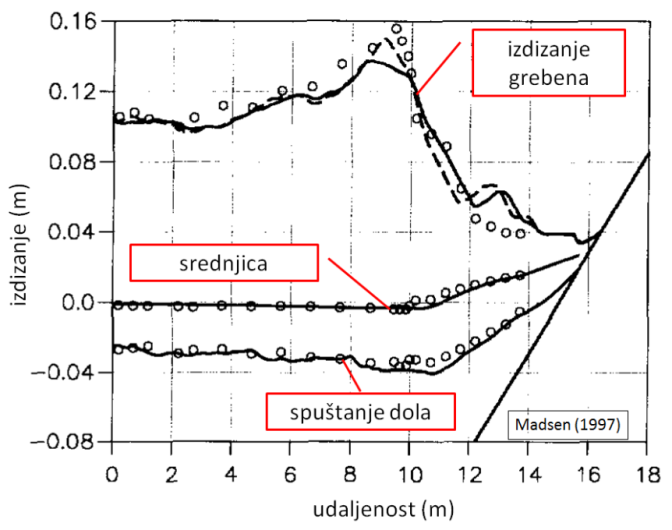 0.16
0.12
0.08
0.04
0.0
−0.04
−0.08
izdizanje (m)
izdizanje
grebena
srednjica
spuštanje dola
Madsen (1997)
0 2 4 6 8 10 12 14 16 18
udaljenost (m)